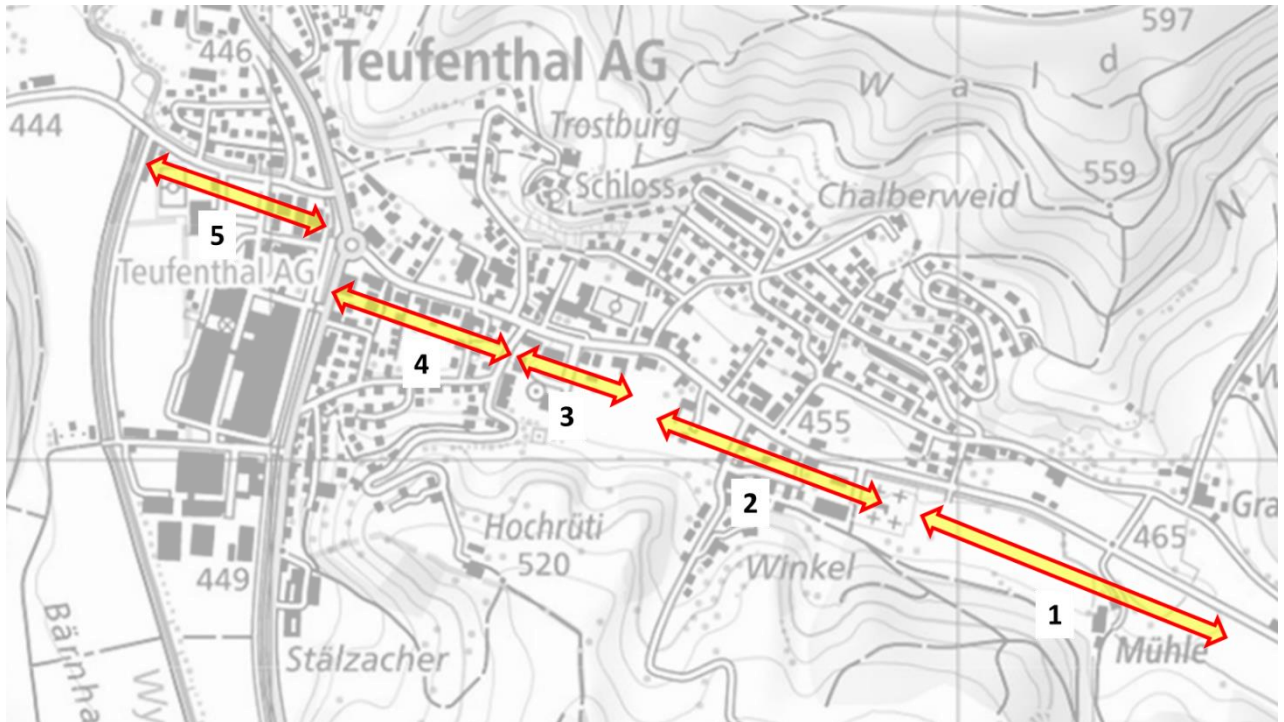 597
446
Teufenthal AG
W a l d
444
Trostburg
559
Schloss
Chalberweid
N
5
Teufenthal AG
4
3
455
2
465
Gra
Hochrüti
520
Winkel
449
1
Mühle
Stälzacher
Bärnha
Wy